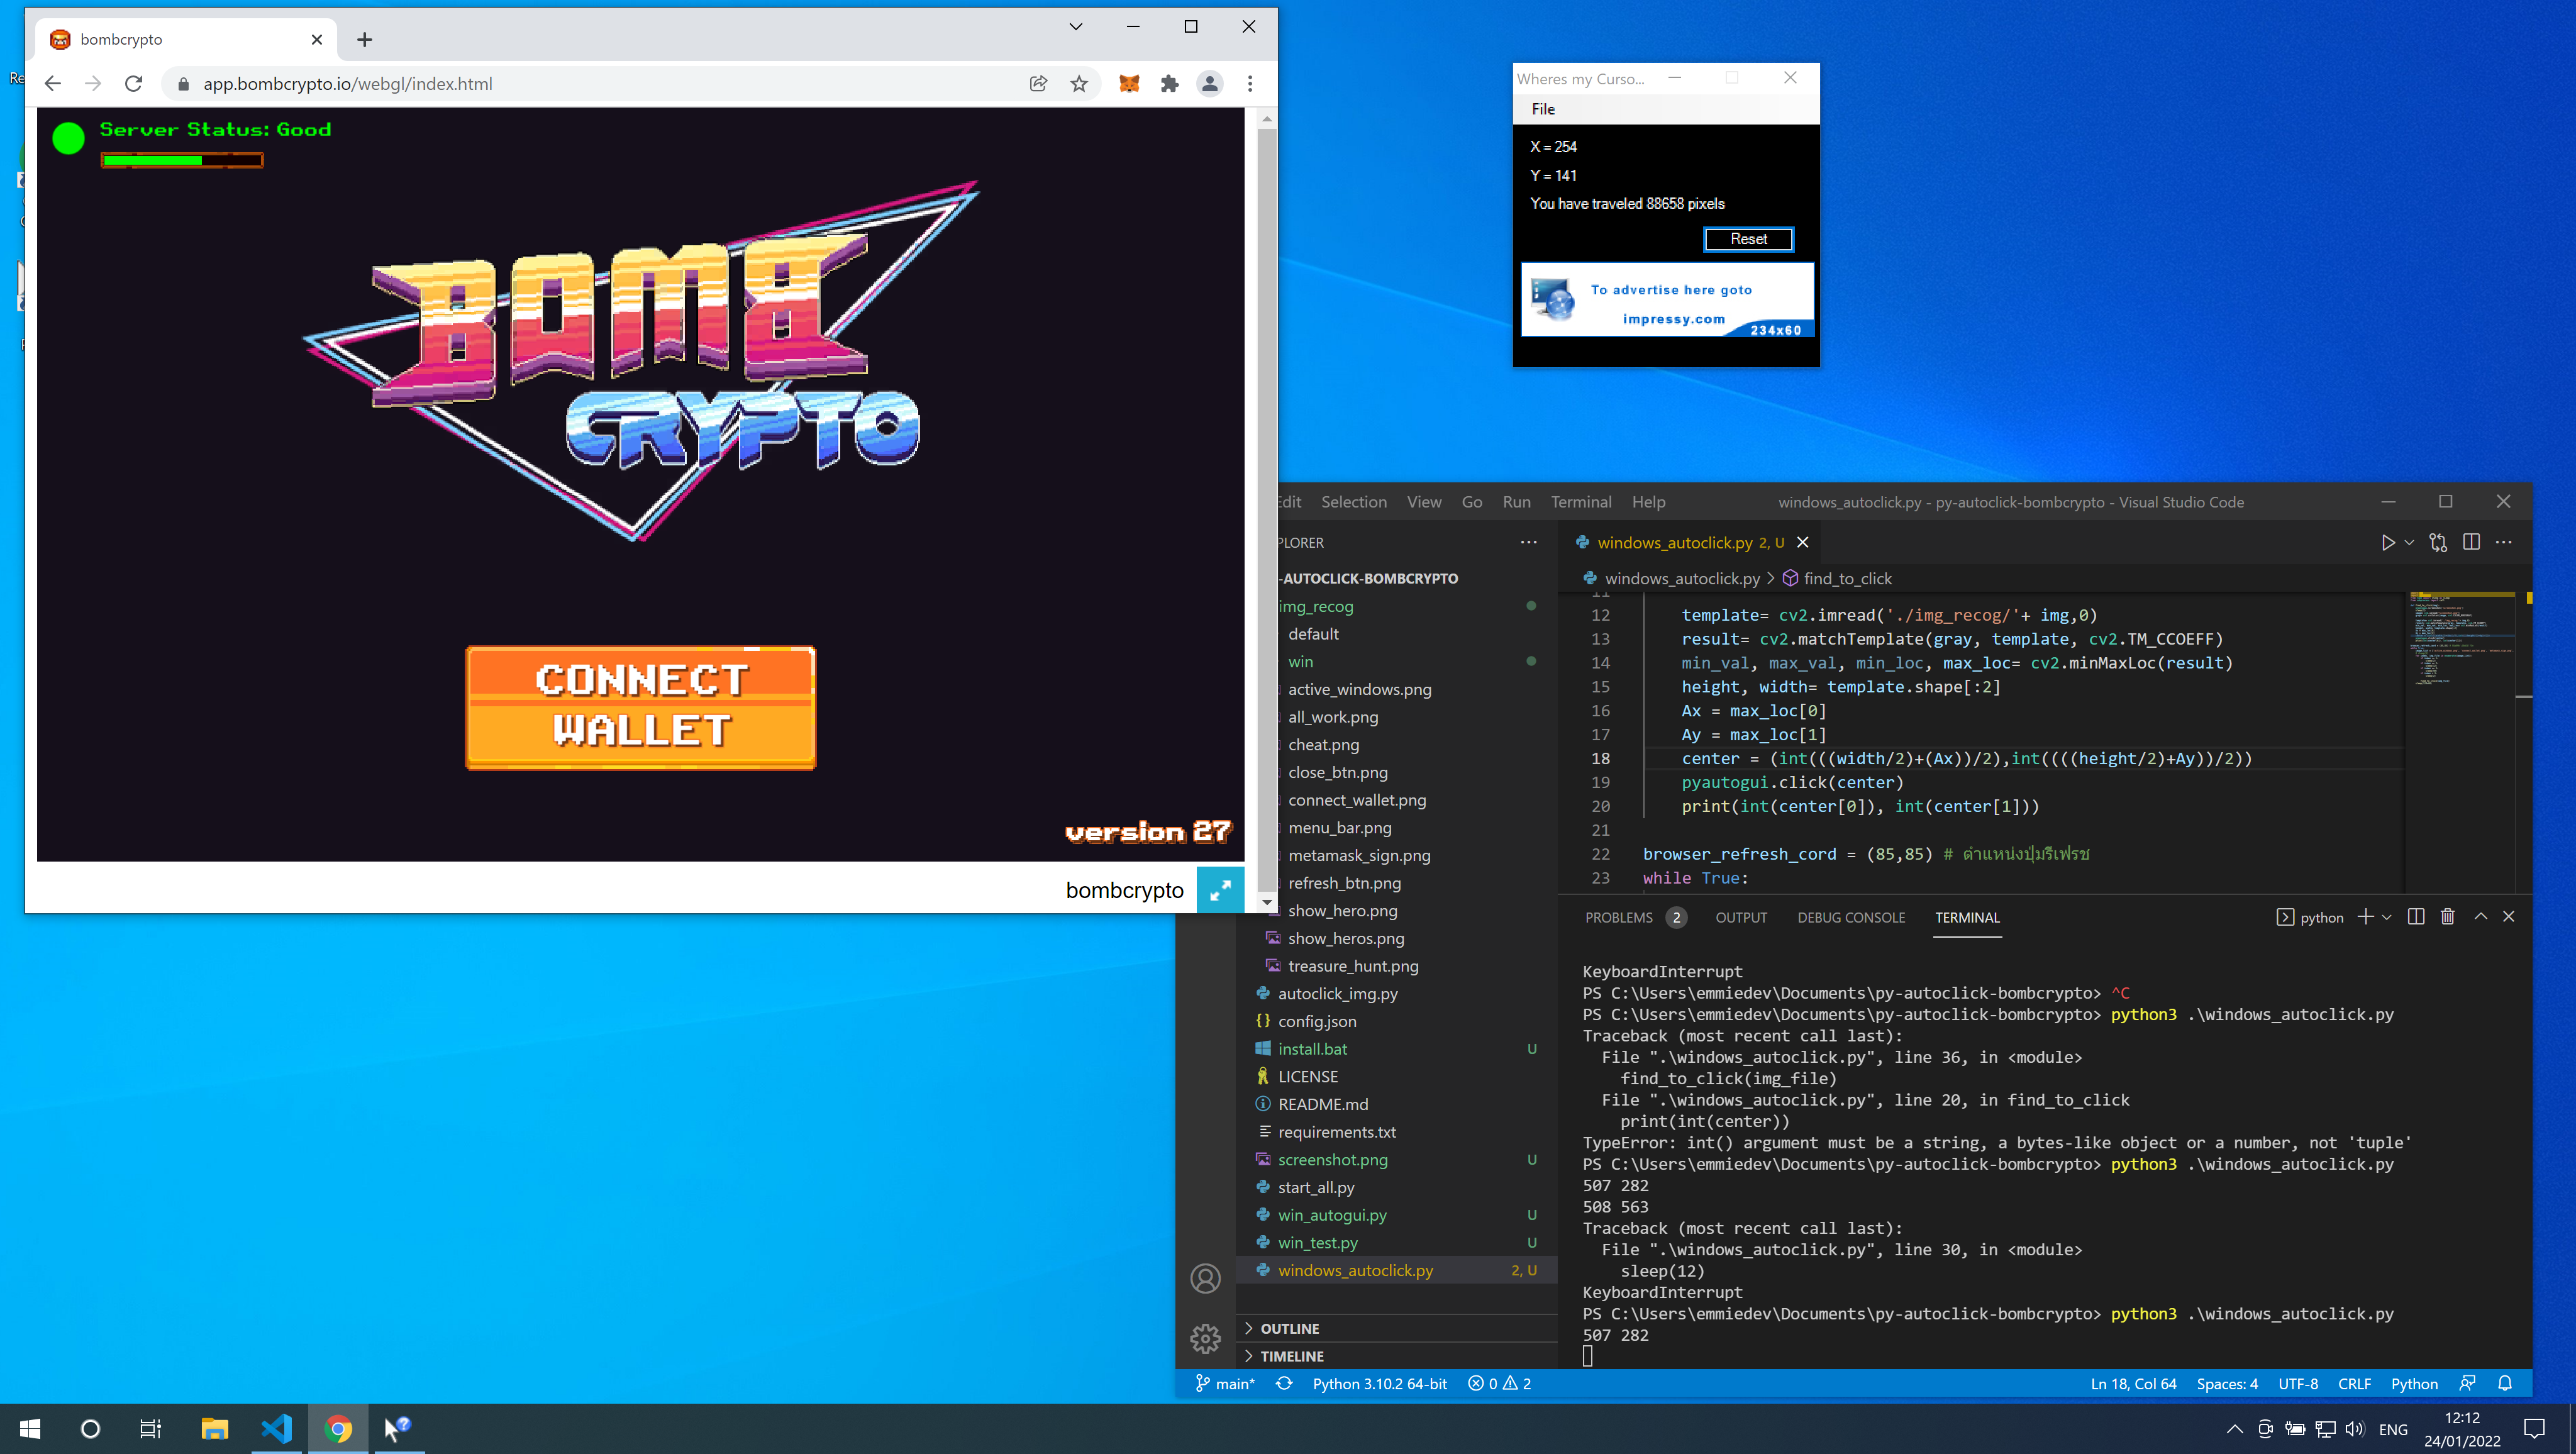 bombcrypto
app.bombcrypto.io/webgl/index.html
Server Status: Good
BOMB
CRYPTO
CONNECT
WALLET
version 27
bombcrypto
Re
Wheres my Curso...
File
X = 254
Y = 141
You have traveled 88658 pixels
Reset
To advertise here goto
impressy.com
234x60
Edit Selection View Go Run Terminal Help
windows_autoclick.py - py-autoclick-bombcrypto - Visual Studio Code
PLORER
-AUTOCLICK-BOMBCRYPTO
img_recog
default
win
active_windows.png
all_work.png
cheat.png
close_btn.png
connect_wallet.png
menu_bar.png
metamask_sign.png
refresh_btn.png
show_hero.png
show_heros.png
treasure_hunt.png
autoclick_img.py
config.json
install.bat U
LICENSE
README.md
requirements.txt
screenshot.png U
start_all.py
win_autogui.py U
win_test.py U
windows_autoclick.py 2, U
OUTLINE
TIMELINE
windows_autoclick.py 2, U
windows_autoclick.py > find_to_click
11
12 template= cv2.imread('./img_recog/'+ img,0)
13 result= cv2.matchTemplate(gray, template, cv2.TM_CCOEFF)
14 min_val, max_val, min_loc, max_loc= cv2.minMaxLoc(result)
15 height, width= template.shape[:2]
16 Ax = max_loc[0]
17 Ay = max_loc[1]
18 center = (int(((width/2)+(Ax))/2),int((((height/2)+Ay))/2))
19 pyautogui.click(center)
20 print(int(center[0]), int(center[1]))
21
22 browser_refresh_cord = (85,85) # ตำแหน่งปุ่มรีเฟรช
23 while True:
PROBLEMS 2 OUTPUT DEBUG CONSOLE TERMINAL
python
KeyboardInterrupt
PS C:\Users\emmiedev\Documents\py-autoclick-bombcrypto> ^C
PS C:\Users\emmiedev\Documents\py-autoclick-bombcrypto> python3 .\windows_autoclick.py
Traceback (most recent call last):
File ".\windows_autoclick.py", line 36, in <module>
find_to_click(img_file)
File ".\windows_autoclick.py", line 20, in find_to_click
print(int(center))
TypeError: int() argument must be a string, a bytes-like object or a number, not 'tuple'
PS C:\Users\emmiedev\Documents\py-autoclick-bombcrypto> python3 .\windows_autoclick.py
507 282
508 563
Traceback (most recent call last):
File ".\windows_autoclick.py", line 30, in <module>
sleep(12)
KeyboardInterrupt
PS C:\Users\emmiedev\Documents\py-autoclick-bombcrypto> python3 .\windows_autoclick.py
507 282
main* Python 3.10.2 64-bit 0 2
Ln 18, Col 64 Spaces: 4 UTF-8 CRLF Python
ENG
12:12
24/01/2022